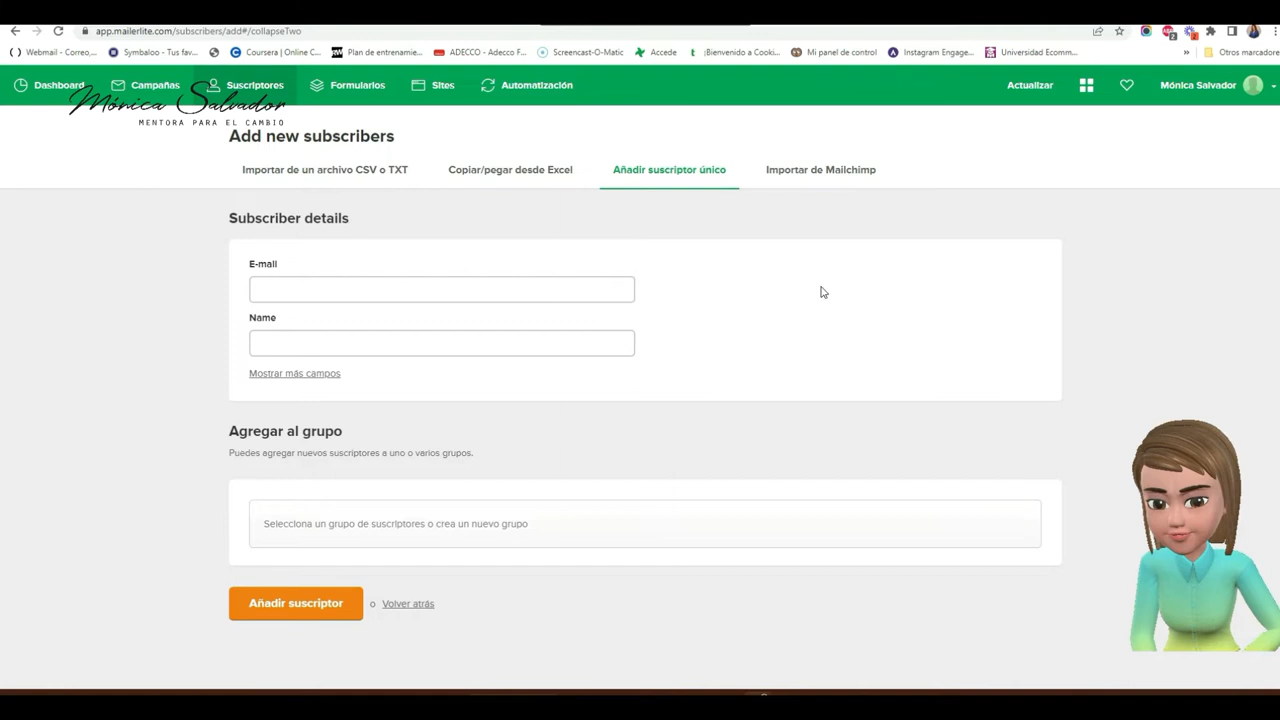 app.mailerlite.com/subscribers/add#/collapseTwo
Webmail - Correo,... Symbaloo - Tus fav... Coursera | Online C... Plan de entrenamie... ADECCO - Adecco F... Screencast-O-Matic Accede ¡Bienvenido a Cooki... Mi panel de control Instagram Engage... Universidad Ecomm... » Otros marcadores
Dashboard Campañas Suscriptores Formularios Sites Automatización Actualizar Mónica Salvador
Mónica Salvador
MENTORA PARA EL CAMBIO
Add new subscribers
Importar de un archivo CSV o TXT Copiar/pegar desde Excel Añadir suscriptor único Importar de Mailchimp
Subscriber details
E-mail
Name
Mostrar más campos
Agregar al grupo
Puedes agregar nuevos suscriptores a uno o varios grupos.
Selecciona un grupo de suscriptores o crea un nuevo grupo
Añadir suscriptor o Volver atrás